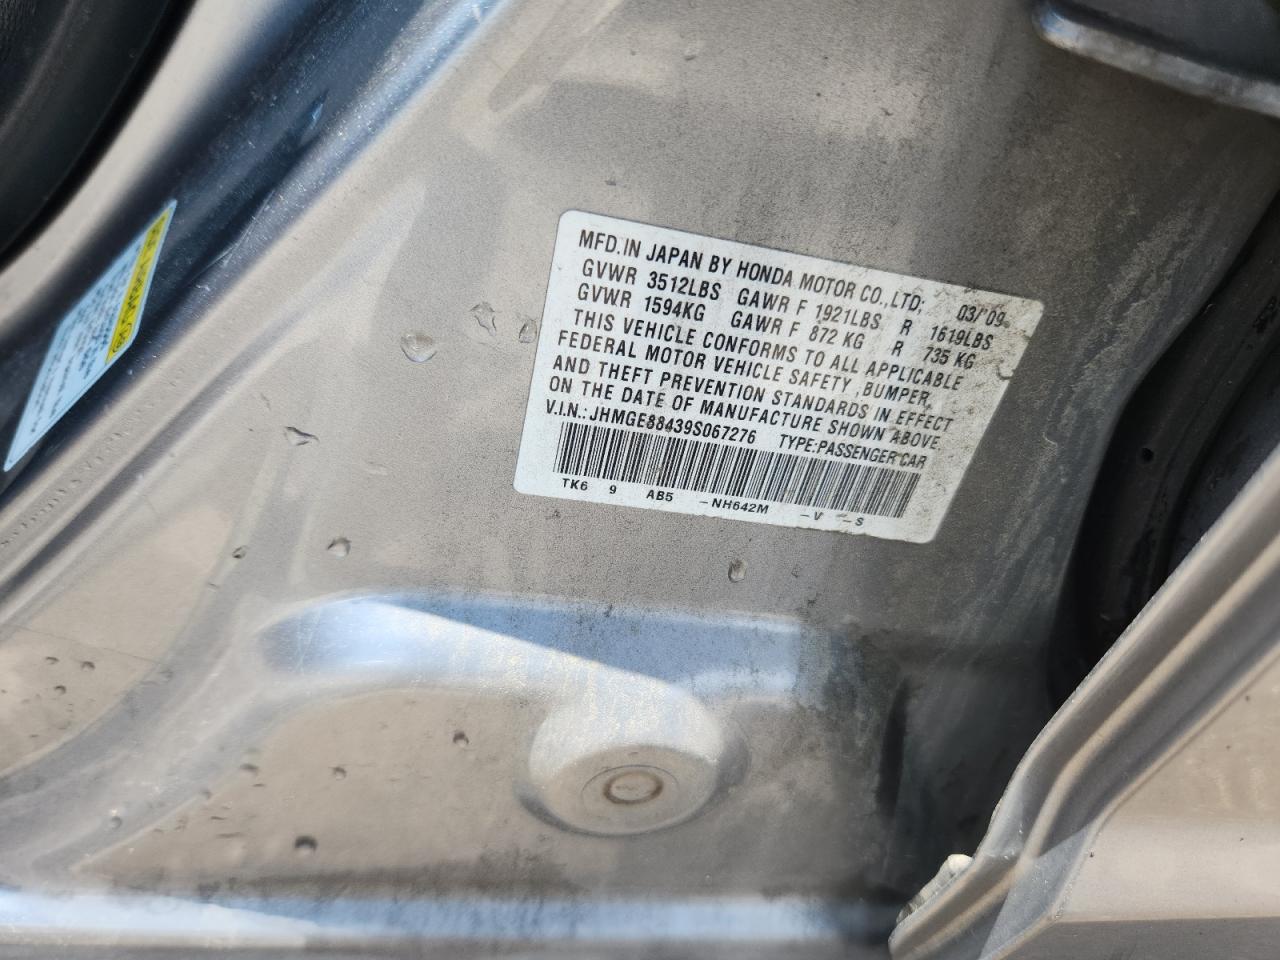 MFD.IN JAPAN BY HONDA MOTOR CO.,LTD; 03/'09
GVWR 3512LBS GAWR F 1921LBS R 1619LBS
GVWR 1594KG GAWR F 872 KG R 735 KG
THIS VEHICLE CONFORMS TO ALL APPLICABLE
FEDERAL MOTOR VEHICLE SAFETY ,BUMPER,
AND THEFT PREVENTION STANDARDS IN EFFECT
ON THE DATE OF MANUFACTURE SHOWN ABOVE.
V.I.N.: JHMGE88439S067276 TYPE:PASSENGER CAR
TK6 9 AB5 -NH642M -V -S